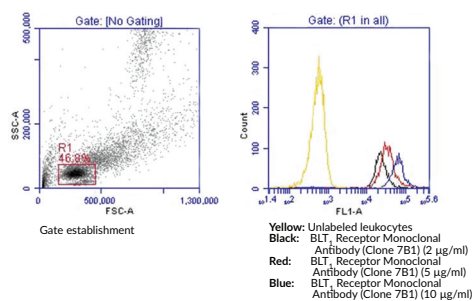 Gate: [No Gating]
500,000
200,000
0
SSC-A
R1
46.8%
0
500,000
1,300,000
FSC-A
Gate establishment
Gate: (R1 in all)
400
300
200
100
0
Count
FL1-A
Yellow: Unlabeled leukocytes
Black: BLT1 Receptor Monoclonal
Antibody (Clone 7B1) (2 µg/ml)
Red: BLT1 Receptor Monoclonal
Antibody (Clone 7B1) (5 µg/ml)
Blue: BLT1 Receptor Monoclonal
Antibody (Clone 7B1) (10 µg/ml)